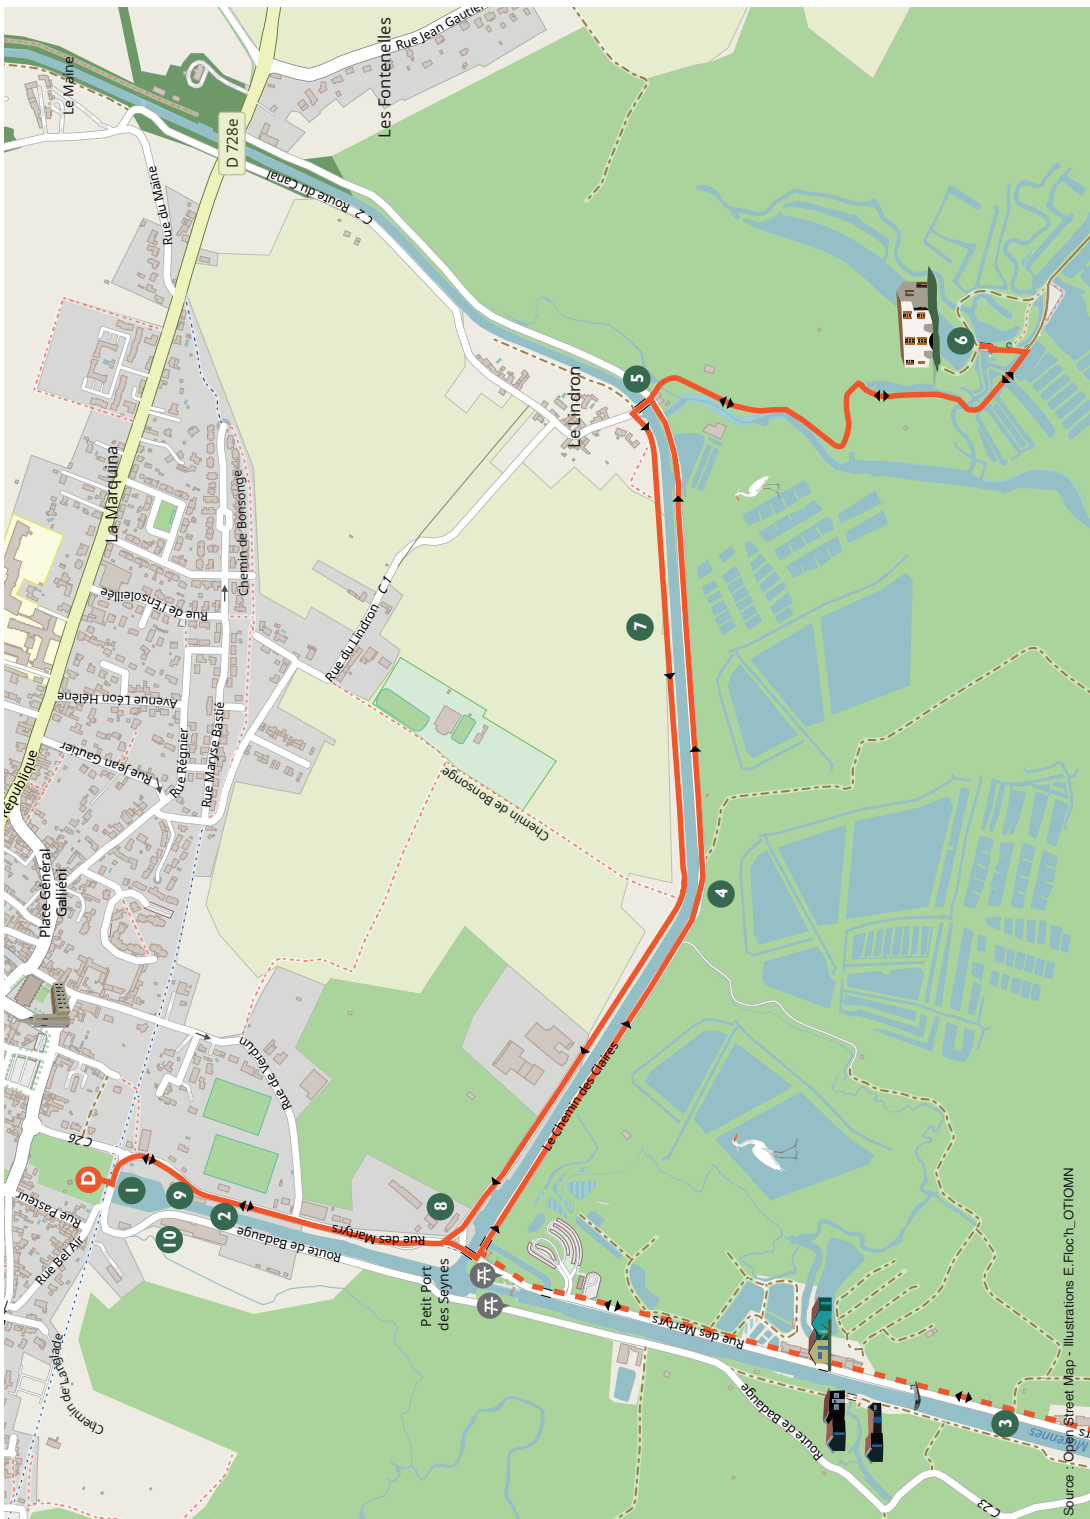 Le Maine
Rue Jean Gautier
Les Fontenelles
D 728e
C 2 Route du Canal
Rue du Maine
La Marquina
Chemin de Bonsonge
Rue de l'Ensoleillée
Avenue Léon Hélène
Rue Jean Gautier
Rue Régnier
Rue Maryse Bastié
République
Place Général
Galliéni
Rue du Lindron - C 1
Le Lindron
Chemin de Bonsonge
Rue de Verdun
C26
Rue Pasteur
Rue Bel Air
Chemin de Langlade
D
1
9
2
10
8
7
5
6
4
3
Le Chemin des Claires
Rue des Martyrs
Route de Badauge
Petit Port
des Seynes
Rue des Martyrs
Route de Badauge
C23
Source : Open Street Map - Illustrations E.Floc'h_OTIOMN